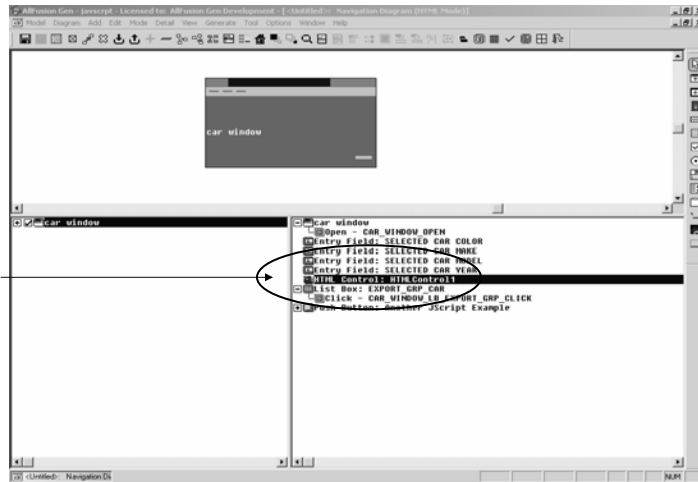 AllFusion Gen - javscrpt - Licensed to: AllFusion Gen Development - [<Untitled>: Navigation Diagram (HTML Mode)]
Model Diagram Add Edit Mode Detail View Generate Tool Options Window Help
car window
car window
car window
Open - CAR_WINDOW_OPEN
Entry Field: SELECTED CAR COLOR
Entry Field: SELECTED CAR MAKE
Entry Field: SELECTED CAR MODEL
Entry Field: SELECTED CAR YEAR
HTML Control: HTMLControl1
List Box: EXPORT_GRP_CAR
Click - CAR_WINDOW_LB_EXPORT_GRP_CLICK
Push Button: Another JScript Example
<Untitled>: Navigation Di
NUM